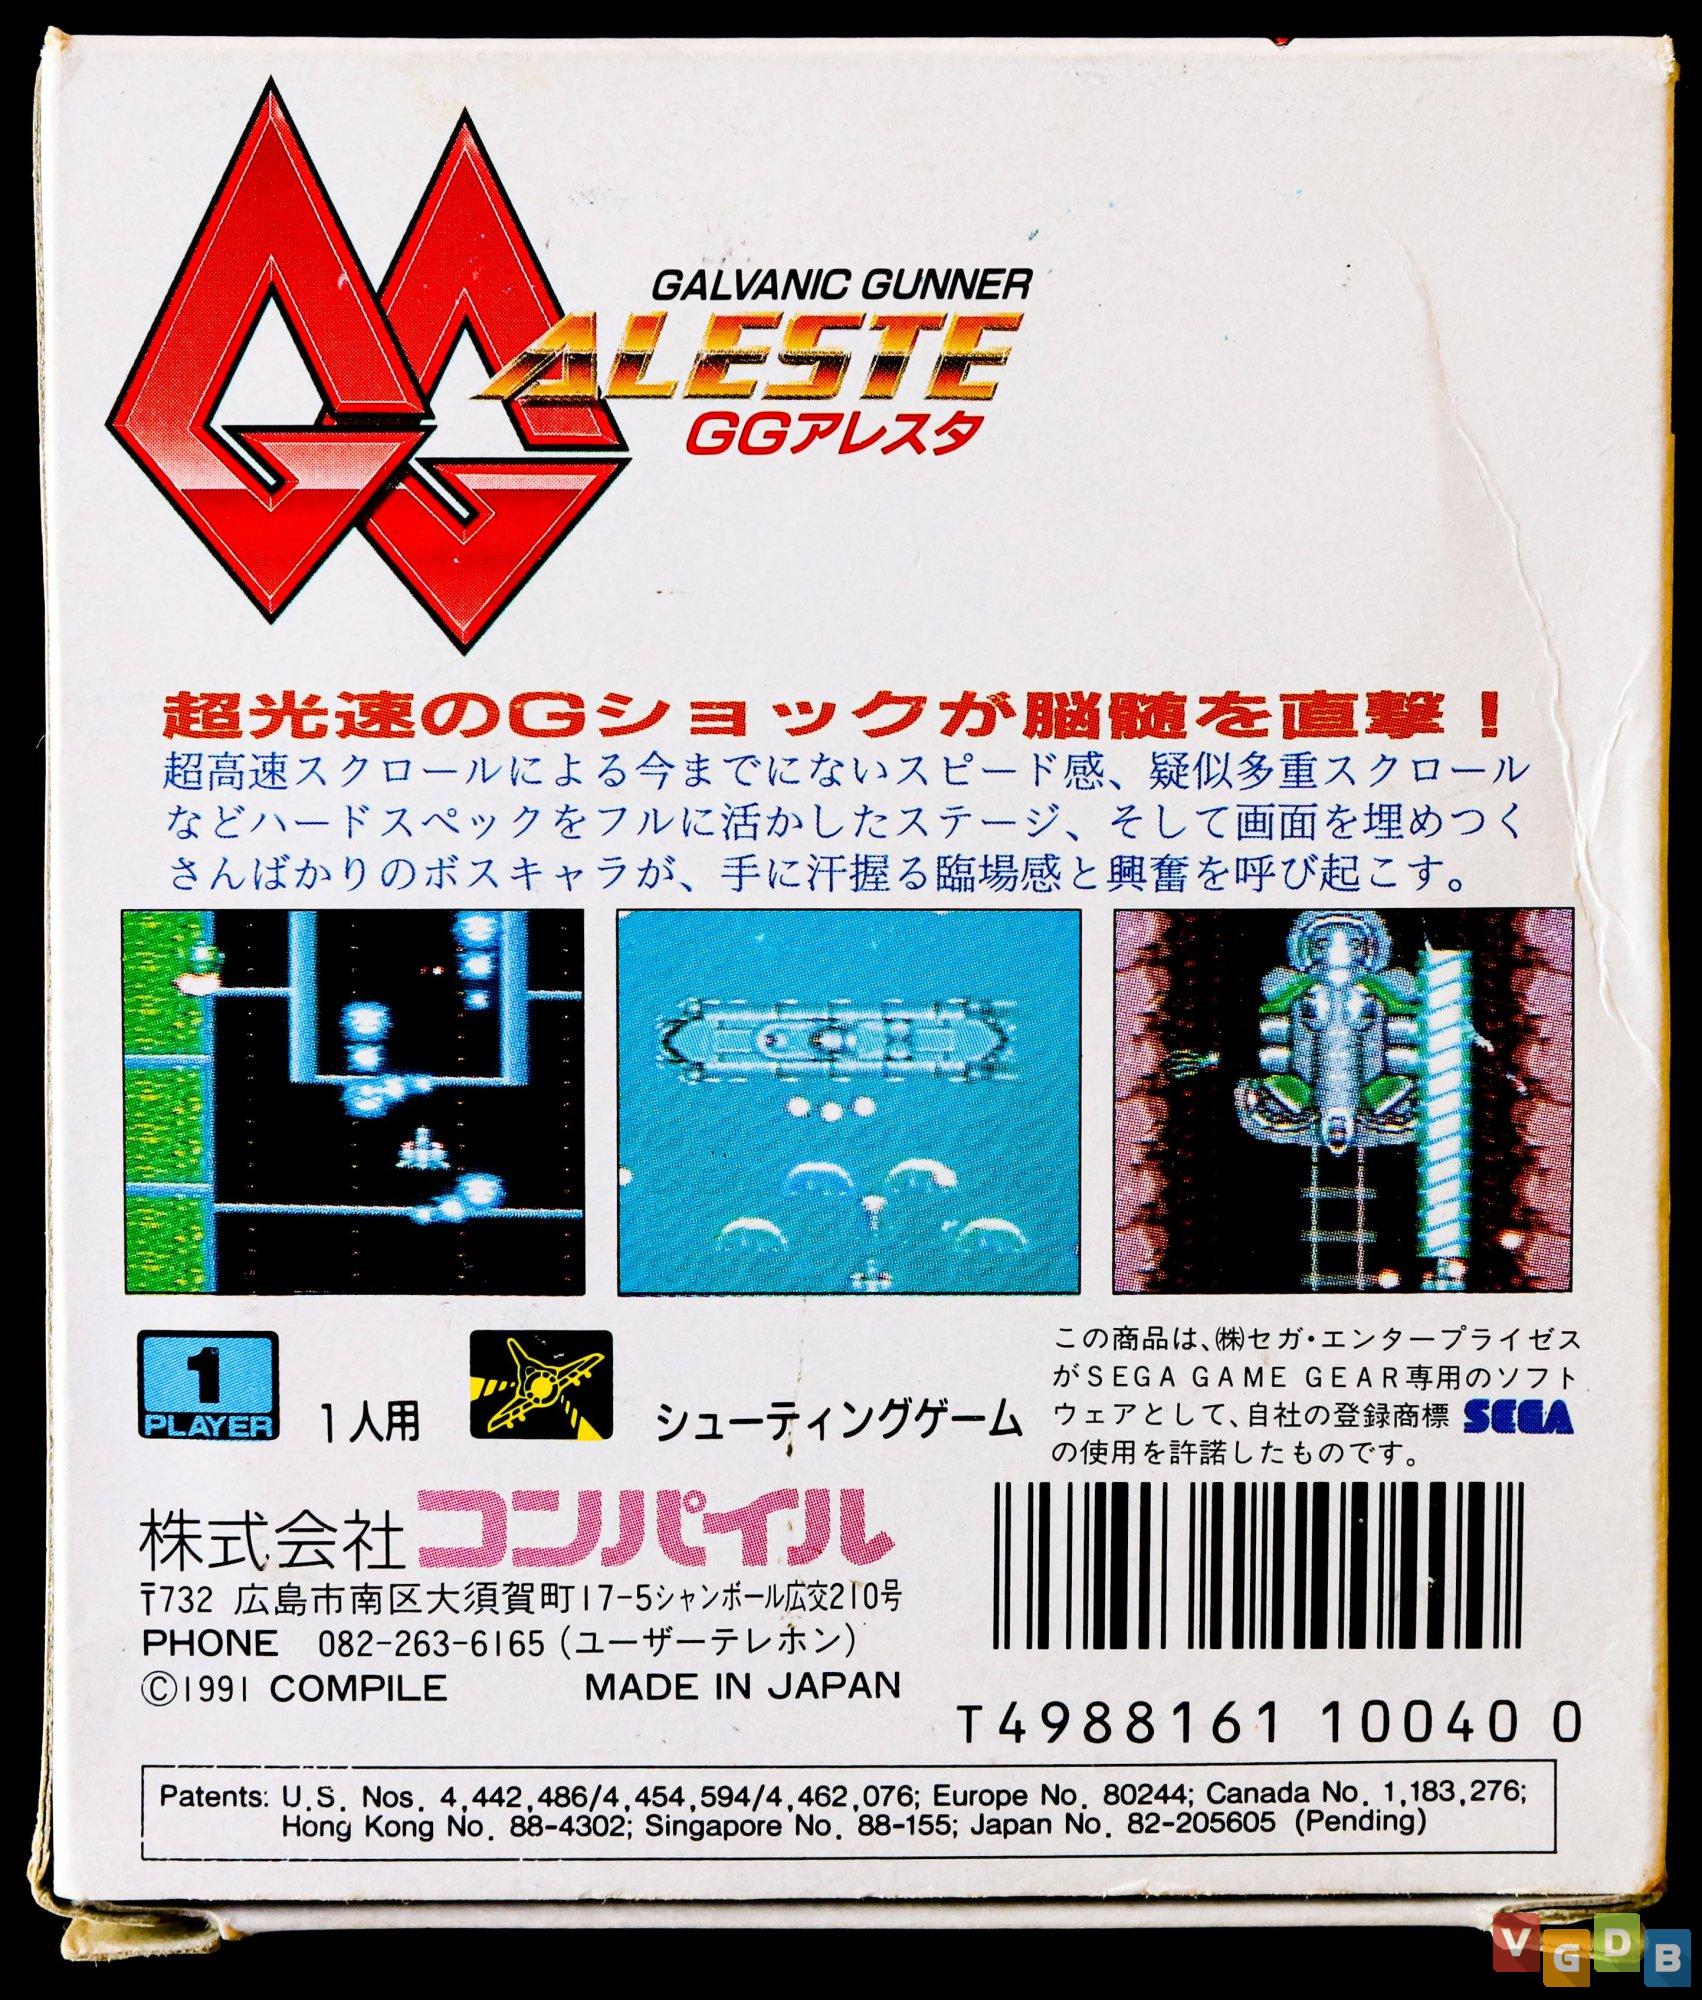 GALVANIC GUNNER
ALESTE
GGアレスタ
超光速のGショックが脳髄を直撃！
超高速スクロールによる今までにないスピード感、疑似多重スクロール
などハードスペックをフルに活かしたステージ、そして画面を埋めつく
さんばかりのボスキャラが、手に汗握る臨場感と興奮を呼び起こす。
1
PLAYER
1人用
シューティングゲーム
この商品は、㈱セガ・エンタープライゼス
がSEGA GAME GEAR専用のソフト
ウェアとして、自社の登録商標 SEGA
の使用を許諾したものです。
株式会社コンパイル
〒732 広島市南区大須賀町17-5シャンボール広交210号
PHONE 082-263-6165（ユーザーテレホン）
©1991 COMPILE MADE IN JAPAN
T4988161 10040 0
Patents: U.S. Nos. 4,442,486/4,454,594/4,462,076; Europe No. 80244; Canada No. 1,183,276;
Hong Kong No. 88-4302; Singapore No. 88-155; Japan No. 82-205605 (Pending)
VGDB